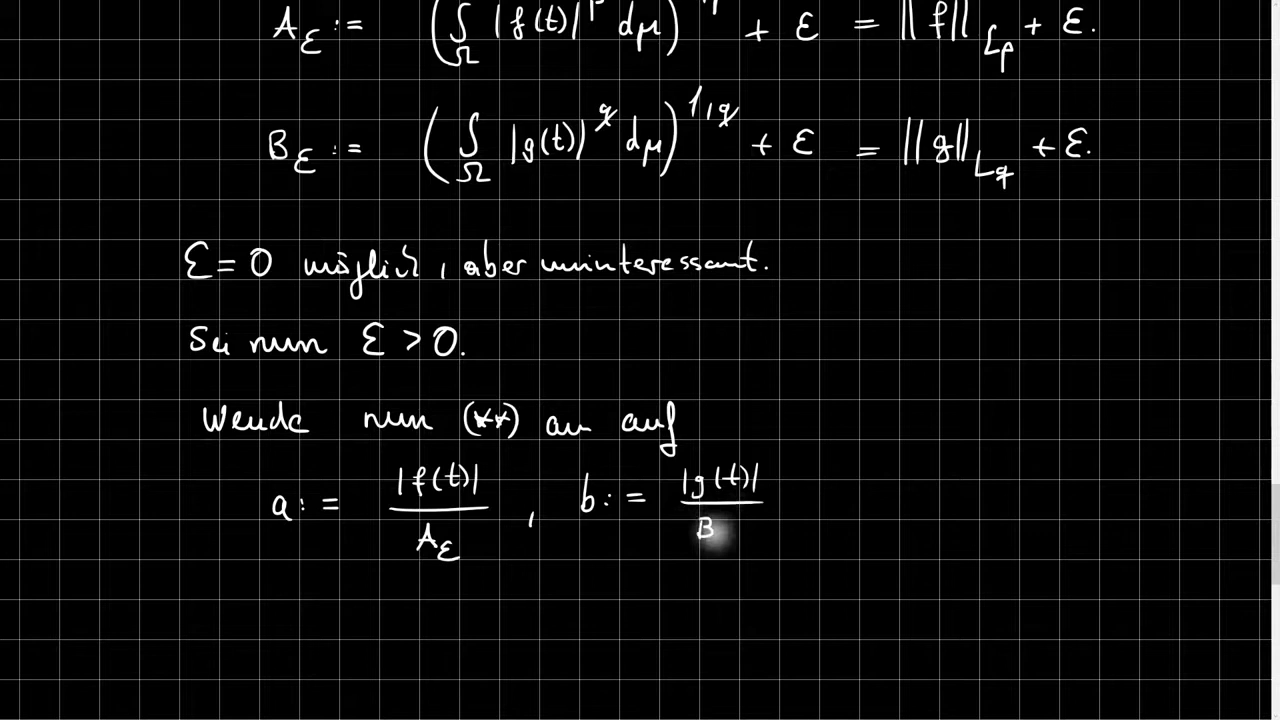 A_ε := (∫_Ω |f(t)|^p dμ) + ε = ||f||_{L_p} + ε.
B_ε := (∫_Ω |g(t)|^q dμ)^{1/q} + ε = ||g||_{L_q} + ε.
ε = 0 möglich, aber uninteressant.
Sei nun ε > 0.
Wende nun (**) an auf
a := |f(t)| / A_ε , b := |g(t)| / B